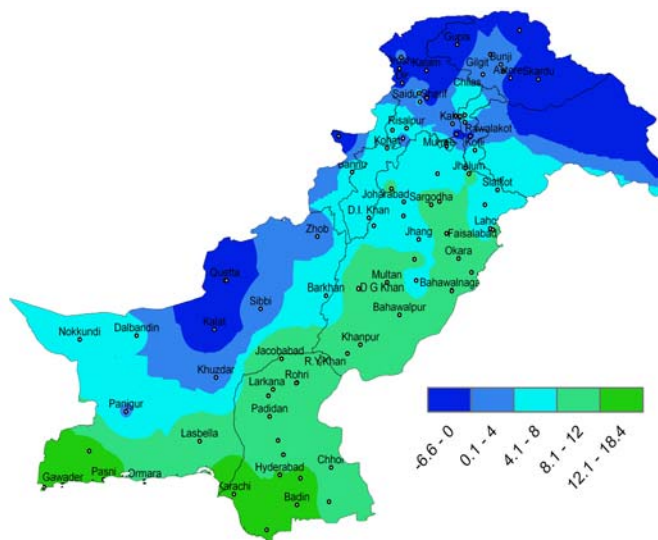 Gupis
Bunji
Gilgit
Kalam
Astore
Skardu
Chilas
Dir
Saidu Sharif
Kakul
Risalpur
Rawalakot
Kohat
Kotli
Murree
Bannu
Jhelum
Sialkot
Joharabad
Sargodha
D.I. Khan
Lahore
Zhob
Jhang
Faisalabad
Okara
Quetta
Multan
D G Khan
Sibbi
Barkhan
Bahawalnagar
Bahawalpur
Kalat
Dalbandin
Nokkundi
Khanpur
Jacobabad
R.Y.Khan
Khuzdar
Rohri
Larkana
Panjgur
Padidan
Lasbella
Chhor
Hyderabad
Pasni
Ormara
Gawader
Karachi
Badin
-6.6 - 0
0.1 - 4
4.1 - 8
8.1 - 12
12.1 - 18.4